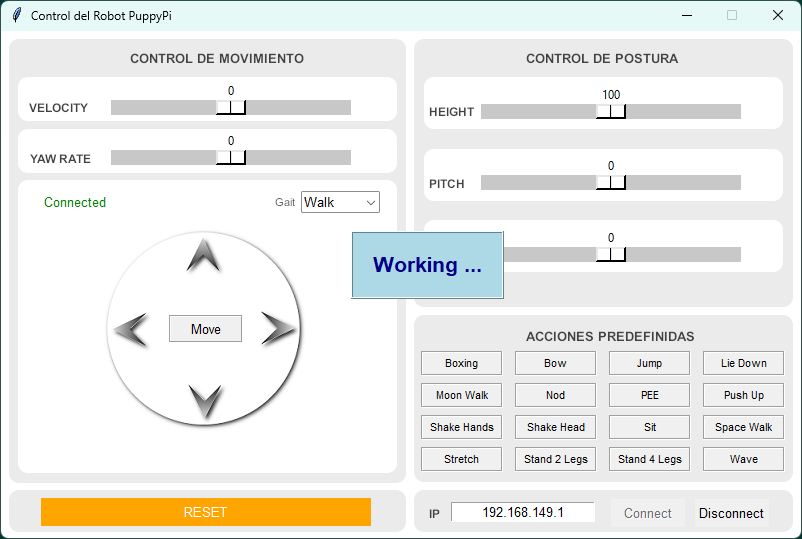 Control del Robot PuppyPi
CONTROL DE MOVIMIENTO
0
VELOCITY
0
YAW RATE
Connected
Gait Walk
Move
RESET
CONTROL DE POSTURA
100
HEIGHT
0
PITCH
0
Working ...
ACCIONES PREDEFINIDAS
Boxing Bow Jump Lie Down
Moon Walk Nod PEE Push Up
Shake Hands Shake Head Sit Space Walk
Stretch Stand 2 Legs Stand 4 Legs Wave
IP 192.168.149.1 Connect Disconnect